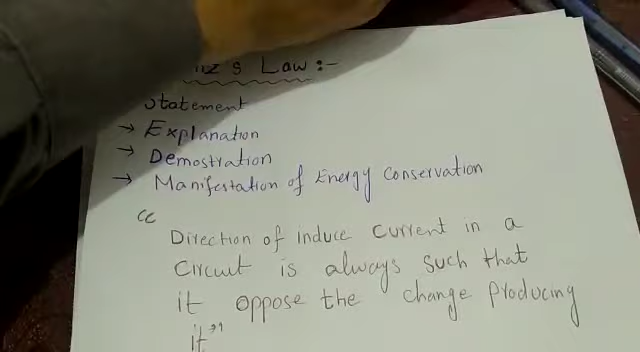 nz's Law :-
Statement
→ Explanation
→ Demostration
→ Manifestation of Energy Conservation
“ Direction of induce current in a
Circuit is always such that
it oppose the change producing
it”